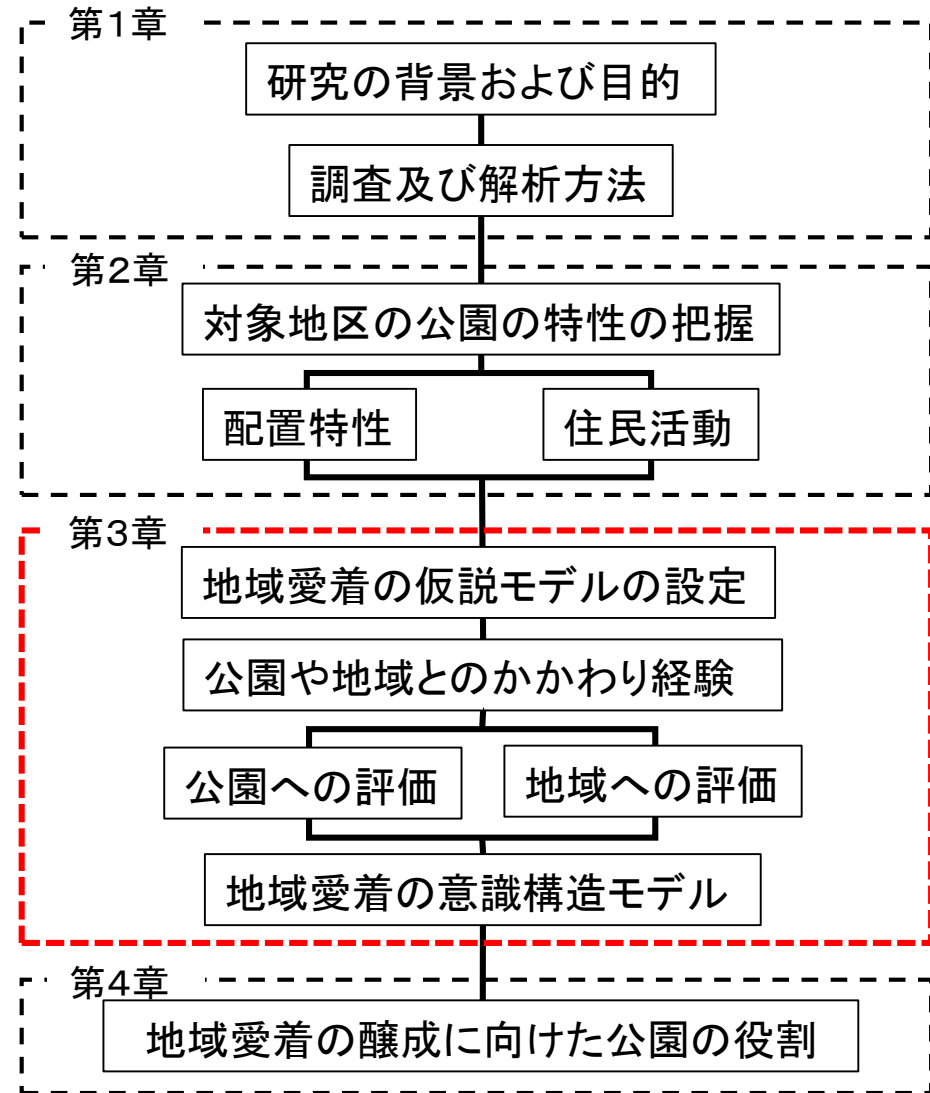 第1章
研究の背景および目的
調査及び解析方法
第2章
対象地区の公園の特性の把握
配置特性
住民活動
第3章
地域愛着の仮説モデルの設定
公園や地域とのかかわり経験
公園への評価
地域への評価
地域愛着の意識構造モデル
第4章
地域愛着の醸成に向けた公園の役割